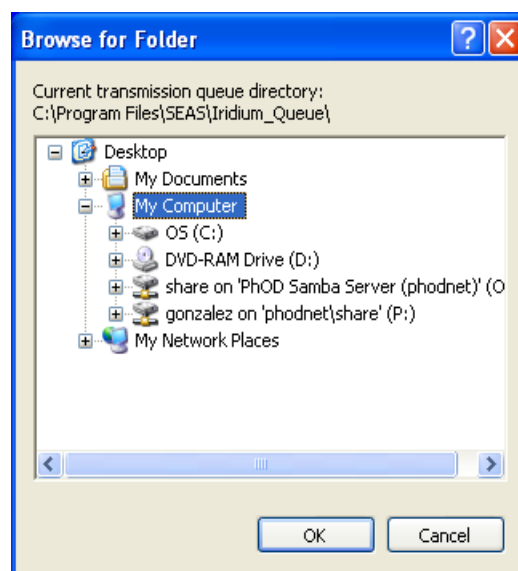 Browse for Folder
Current transmission queue directory:
C:\Program Files\SEAS\Iridium_Queue\
Desktop
My Documents
My Computer
OS (C:)
DVD-RAM Drive (D:)
share on 'PhOD Samba Server (phodnet)' (O
gonzalez on 'phodnet\share' (P:)
My Network Places
OK
Cancel